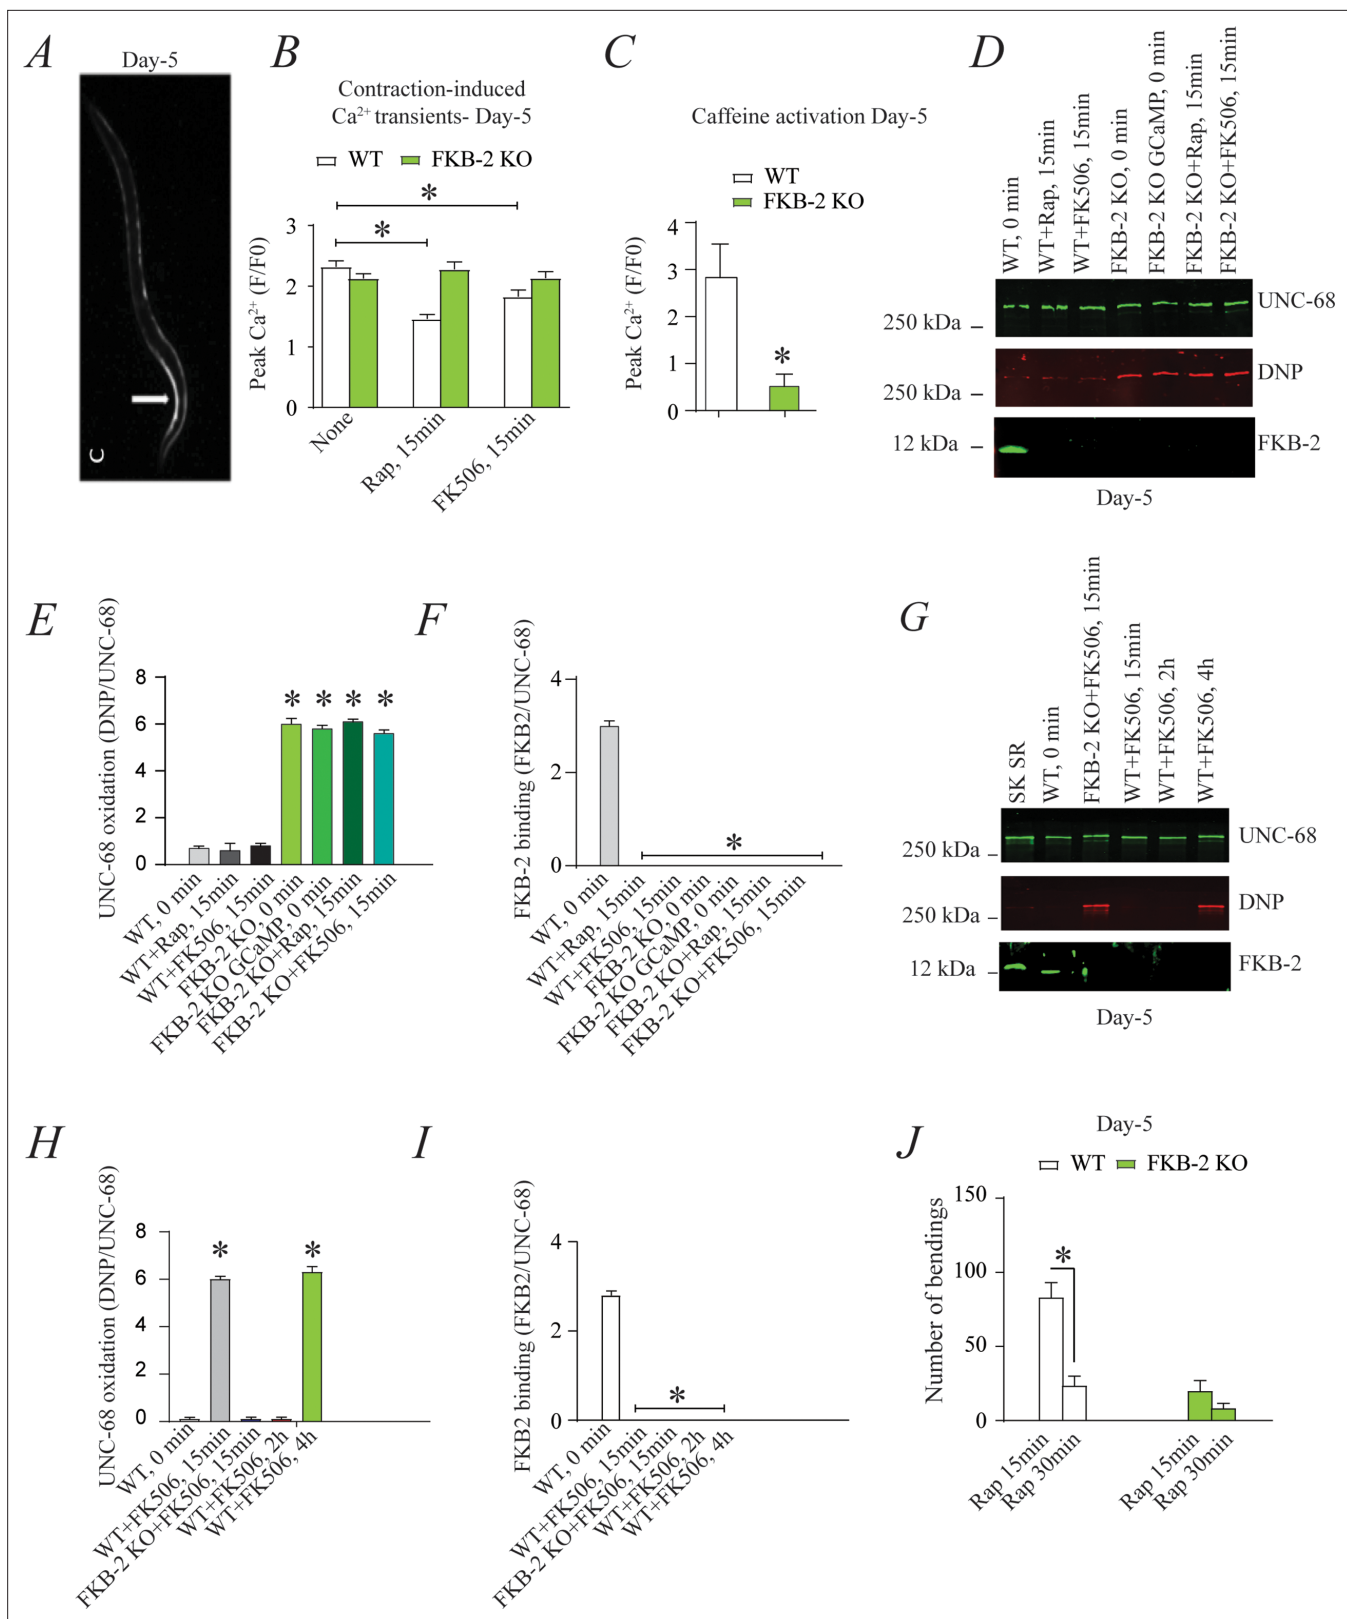 A
Day-5
C
B
Contraction-induced
Ca²⁺ transients- Day-5
WT
FKB-2 KO
*
*
Peak Ca²⁺ (F/F0)
3
2
1
0
None
Rap, 15min
FK506, 15min
C
Caffeine activation Day-5
WT
FKB-2 KO
Peak Ca²⁺ (F/F0)
4
3
2
1
0
*
D
WT, 0 min
WT+Rap, 15min
WT+FK506, 15min
FKB-2 KO, 0 min
FKB-2 KO GCaMP, 0 min
FKB-2 KO+Rap, 15min
FKB-2 KO+FK506, 15min
250 kDa
UNC-68
250 kDa
DNP
12 kDa
FKB-2
Day-5
E
UNC-68 oxidation (DNP/UNC-68)
8
6
4
2
0
* * * *
WT, 0 min
WT+Rap, 15min
WT+FK506, 15min
FKB-2 KO, 0 min
FKB-2 KO GCaMP, 0 min
FKB-2 KO+Rap, 15min
FKB-2 KO+FK506, 15min
F
FKB-2 binding (FKB2/UNC-68)
4
2
0
*
WT, 0 min
WT+Rap, 15min
WT+FK506, 15min
FKB-2 KO, 0 min
FKB-2 KO GCaMP, 0 min
FKB-2 KO+Rap, 15min
FKB-2 KO+FK506, 15min
G
SK SR
WT, 0 min
FKB-2 KO+FK506, 15min
WT+FK506, 15min
WT+FK506, 2h
WT+FK506, 4h
250 kDa
UNC-68
250 kDa
DNP
12 kDa
FKB-2
Day-5
H
UNC-68 oxidation (DNP/UNC-68)
8
6
4
2
0
* *
WT, 0 min
WT+FK506, 15min
FKB-2 KO+FK506, 15min
WT+FK506, 2h
WT+FK506, 4h
I
FKB2 binding (FKB2/UNC-68)
4
2
0
*
WT, 0 min
WT+FK506, 15min
FKB-2 KO+FK506, 15min
WT+FK506, 2h
WT+FK506, 4h
J
Day-5
WT
FKB-2 KO
Number of bendings
150
100
50
0
*
Rap 15min
Rap 30min
Rap 15min
Rap 30min